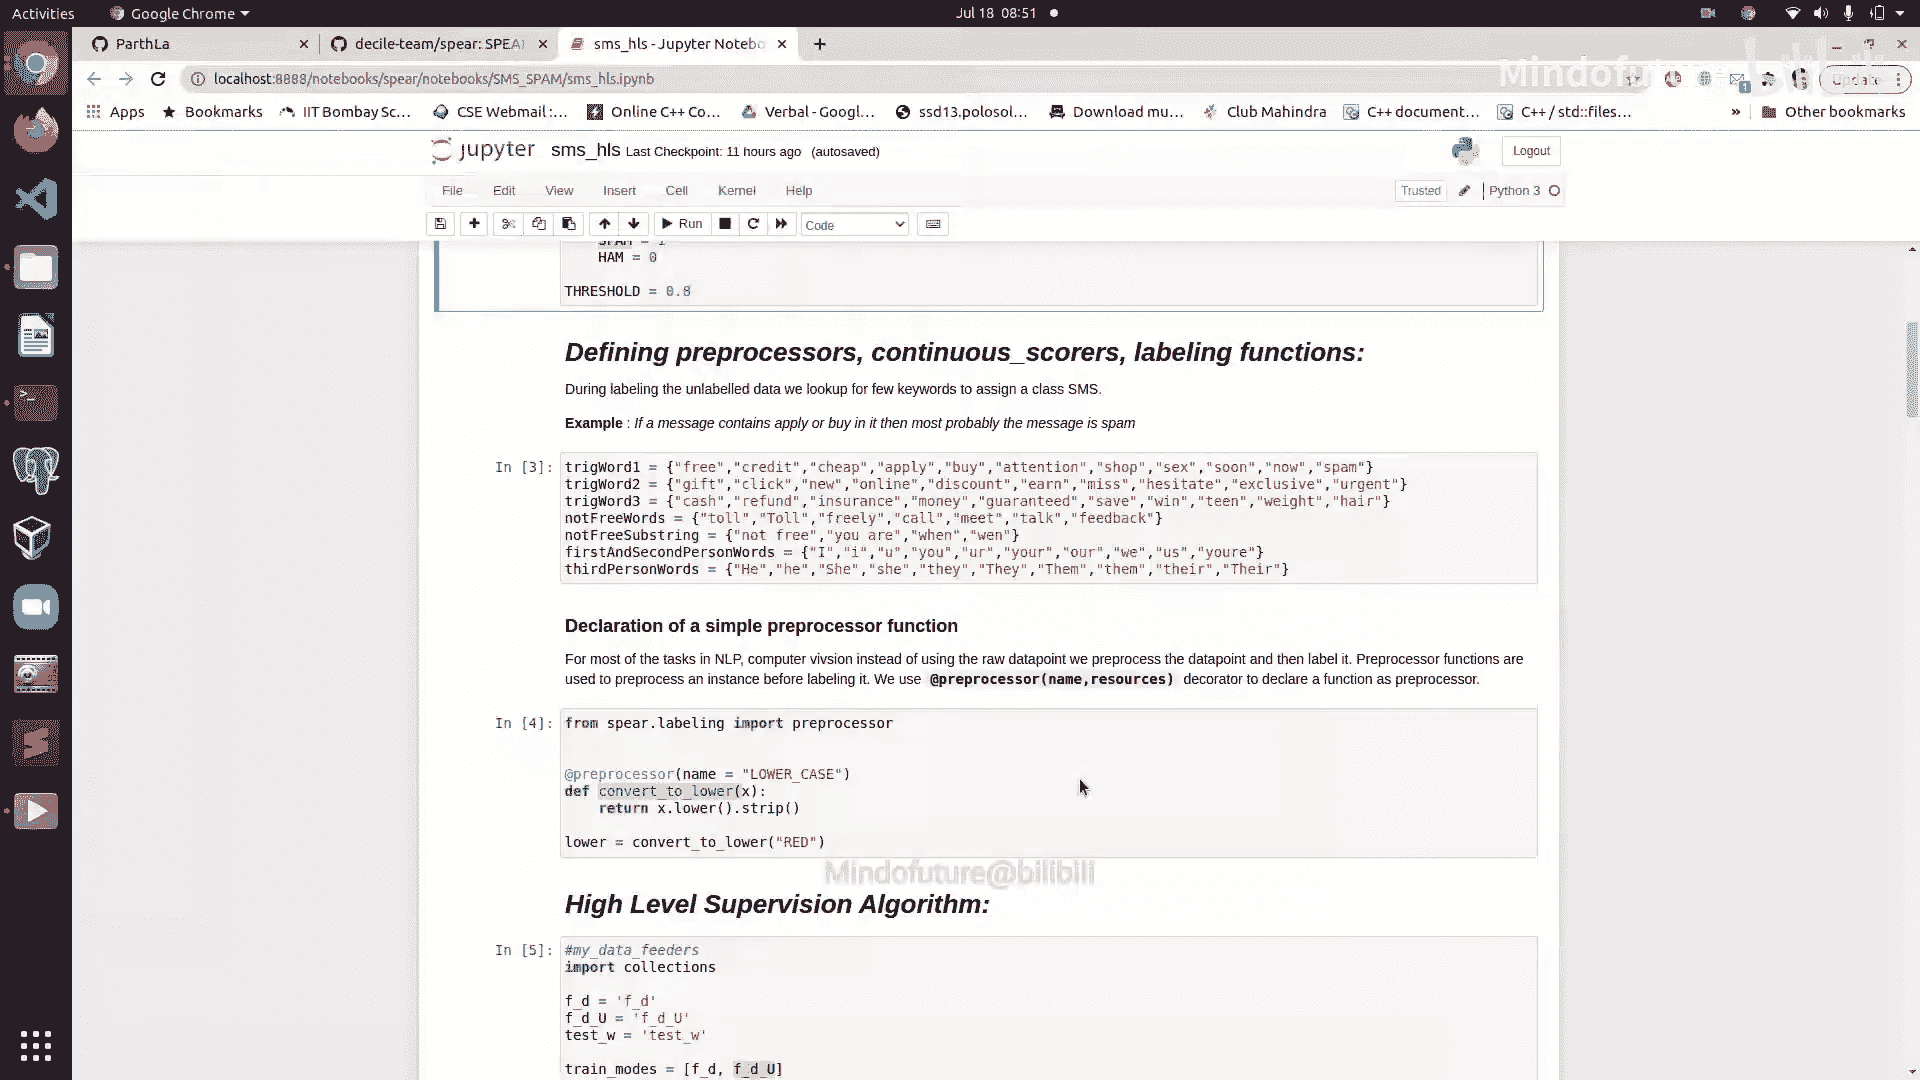 Activities
Google Chrome
Jul 18 08:51
ParthLa
decile-team/spear: SPEA
sms_hls - Jupyter Notebo
localhost:8888/notebooks/spear/notebooks/SMS_SPAM/sms_hls.ipynb
Update
Apps
Bookmarks
IIT Bombay Sc...
CSE Webmail :...
Online C++ Co...
Verbal - Googl...
ssd13.polosol...
Download mu...
Club Mahindra
C++ document...
C++ / std::files...
»
Other bookmarks
jupyter sms_hls Last Checkpoint: 11 hours ago (autosaved)
Logout
File Edit View Insert Cell Kernel Help
Trusted
Python 3
Run
Code
SPAM = 1
HAM = 0
THRESHOLD = 0.8
Defining preprocessors, continuous_scorers, labeling functions:
During labeling the unlabelled data we lookup for few keywords to assign a class SMS.
Example : If a message contains apply or buy in it then most probably the message is spam
In [3]:
trigWord1 = {"free","credit","cheap","apply","buy","attention","shop","sex","soon","now","spam"}
trigWord2 = {"gift","click","new","online","discount","earn","miss","hesitate","exclusive","urgent"}
trigWord3 = {"cash","refund","insurance","money","guaranteed","save","win","teen","weight","hair"}
notFreeWords = {"toll","Toll","freely","call","meet","talk","feedback"}
notFreeSubstring = {"not free","you are","when","wen"}
firstAndSecondPersonWords = {"I","i","u","you","ur","your","our","we","us","youre"}
thirdPersonWords = {"He","he","She","she","they","They","Them","them","their","Their"}
Declaration of a simple preprocessor function
For most of the tasks in NLP, computer vivsion instead of using the raw datapoint we preprocess the datapoint and then label it. Preprocessor functions are
used to preprocess an instance before labeling it. We use @preprocessor(name,resources) decorator to declare a function as preprocessor.
In [4]:
from spear.labeling import preprocessor
@preprocessor(name = "LOWER_CASE")
def convert_to_lower(x):
return x.lower().strip()
lower = convert_to_lower("RED")
Mindofuture@bilibili
High Level Supervision Algorithm:
In [5]:
#my_data_feeders
import collections
f_d = 'f_d'
f_d_U = 'f_d_U'
test_w = 'test_w'
train_modes = [f_d, f_d_U]